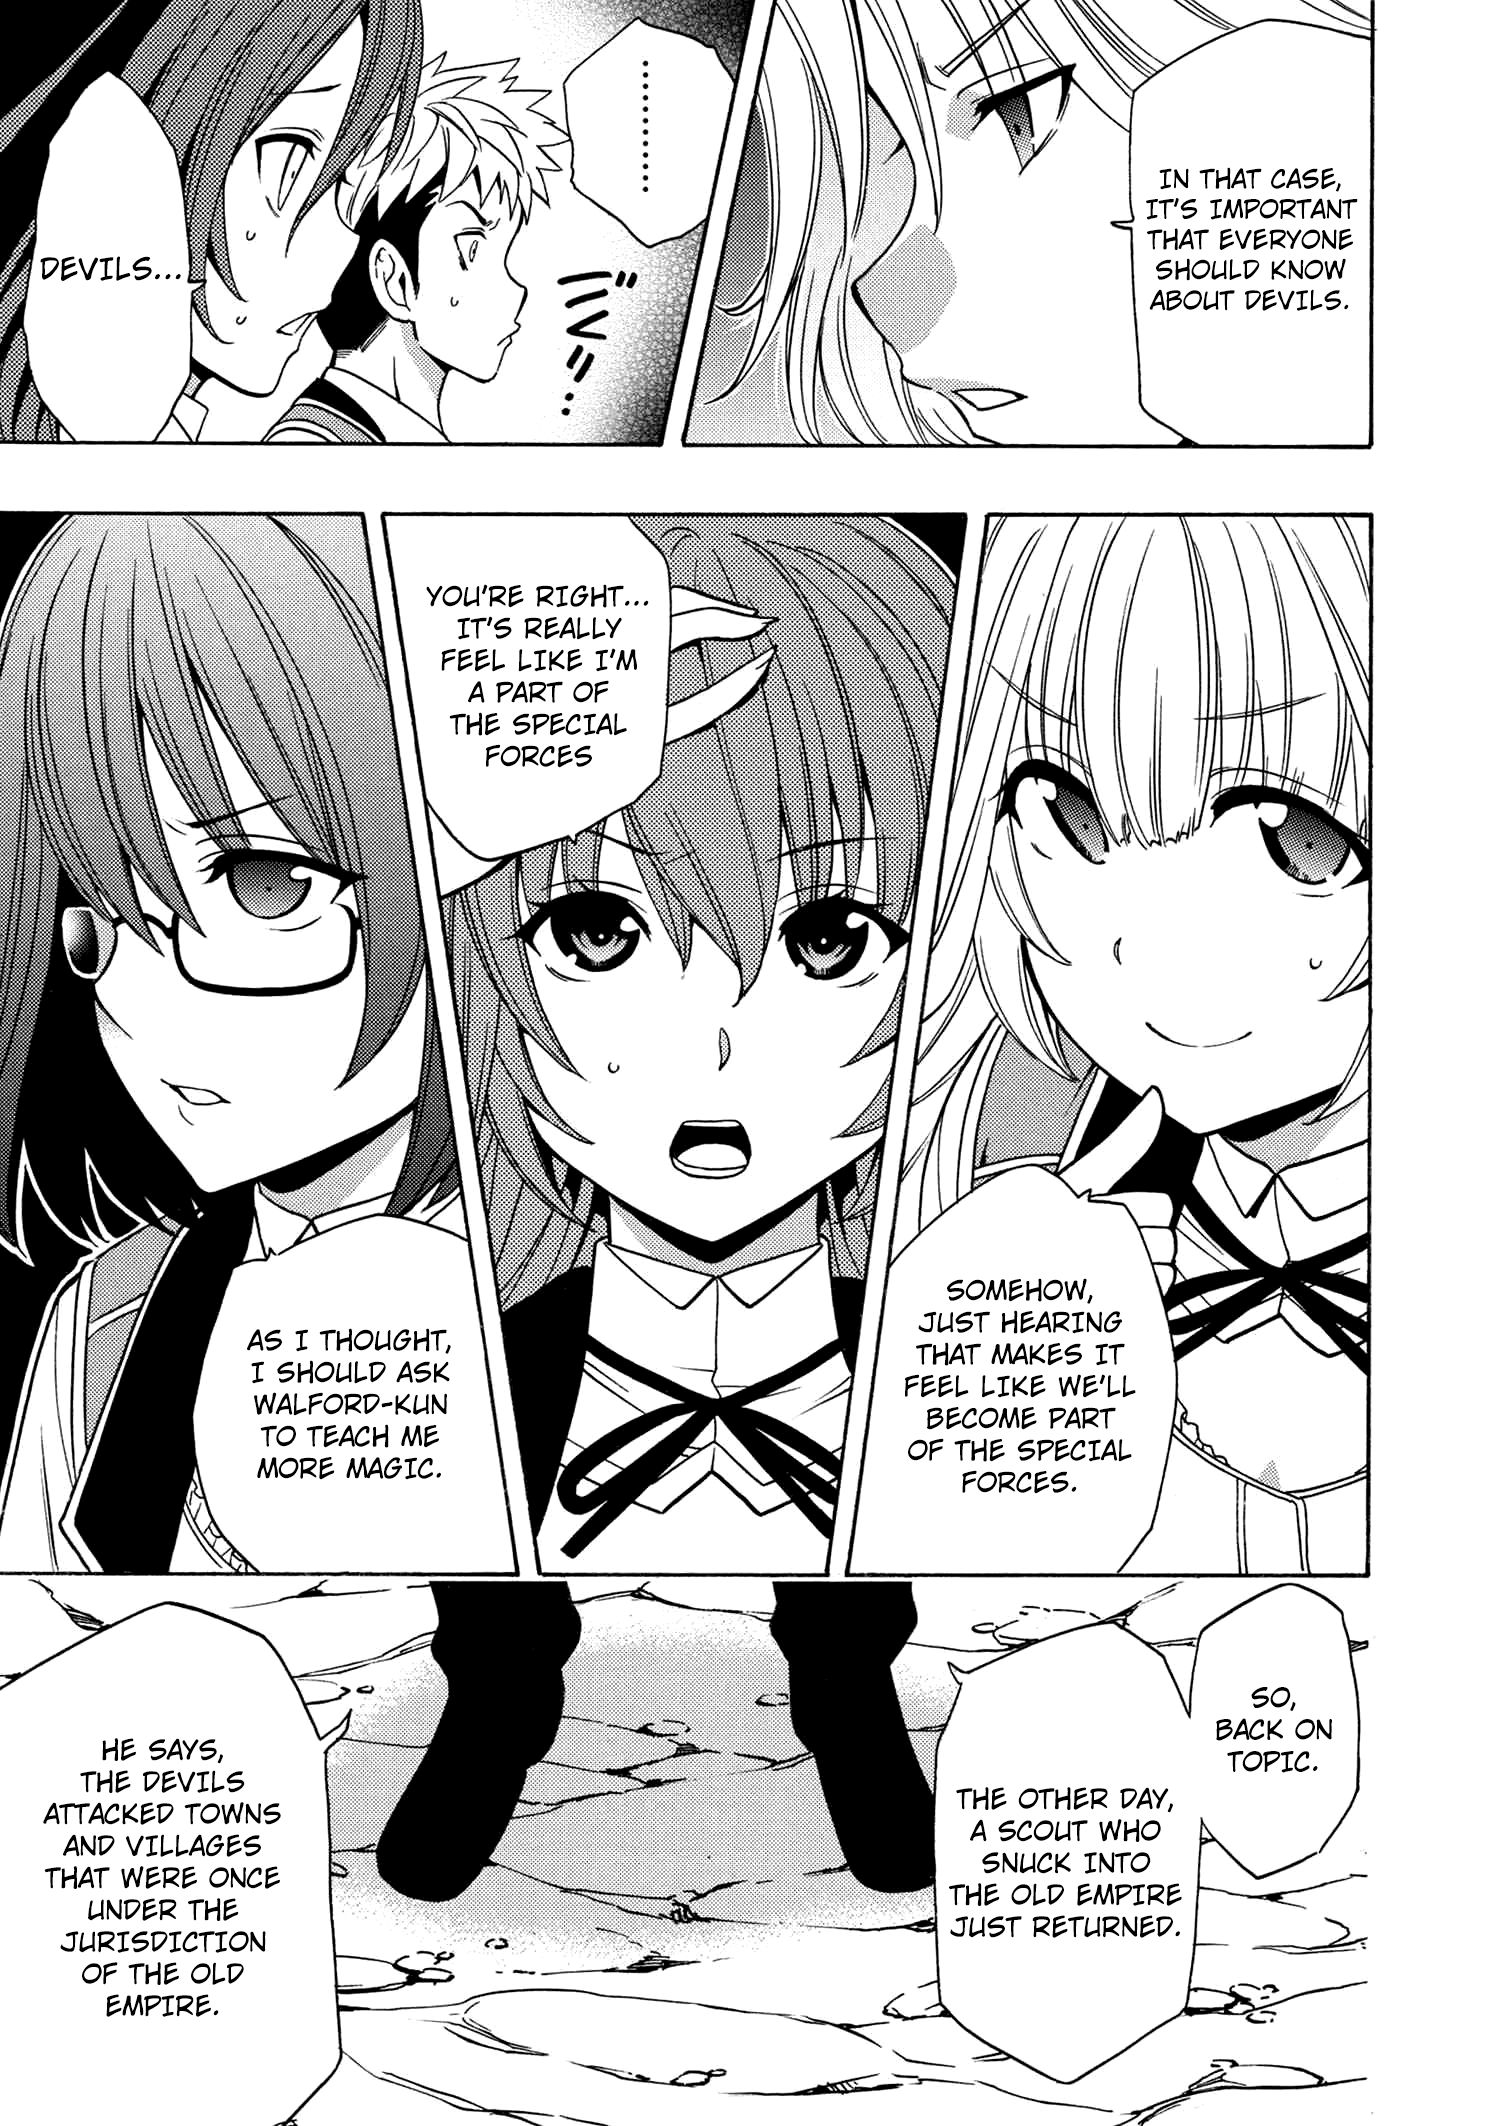 IN THAT CASE,
IT'S IMPORTANT
THAT EVERYONE
SHOULD KNOW
ABOUT DEVILS.
.........
DEVILS...
ピク…
SOMEHOW,
JUST HEARING
THAT MAKES IT
FEEL LIKE WE'LL
BECOME PART
OF THE SPECIAL
FORCES.
YOU'RE RIGHT...
IT'S REALLY
FEEL LIKE I'M
A PART OF
THE SPECIAL
FORCES
AS I THOUGHT,
I SHOULD ASK
WALFORD-KUN
TO TEACH ME
MORE MAGIC.
SO,
BACK ON
TOPIC.
THE OTHER DAY,
A SCOUT WHO
SNUCK INTO
THE OLD EMPIRE
JUST RETURNED.
HE SAYS,
THE DEVILS
ATTACKED TOWNS
AND VILLAGES
THAT WERE ONCE
UNDER THE
JURISDICTION
OF THE OLD
EMPIRE.